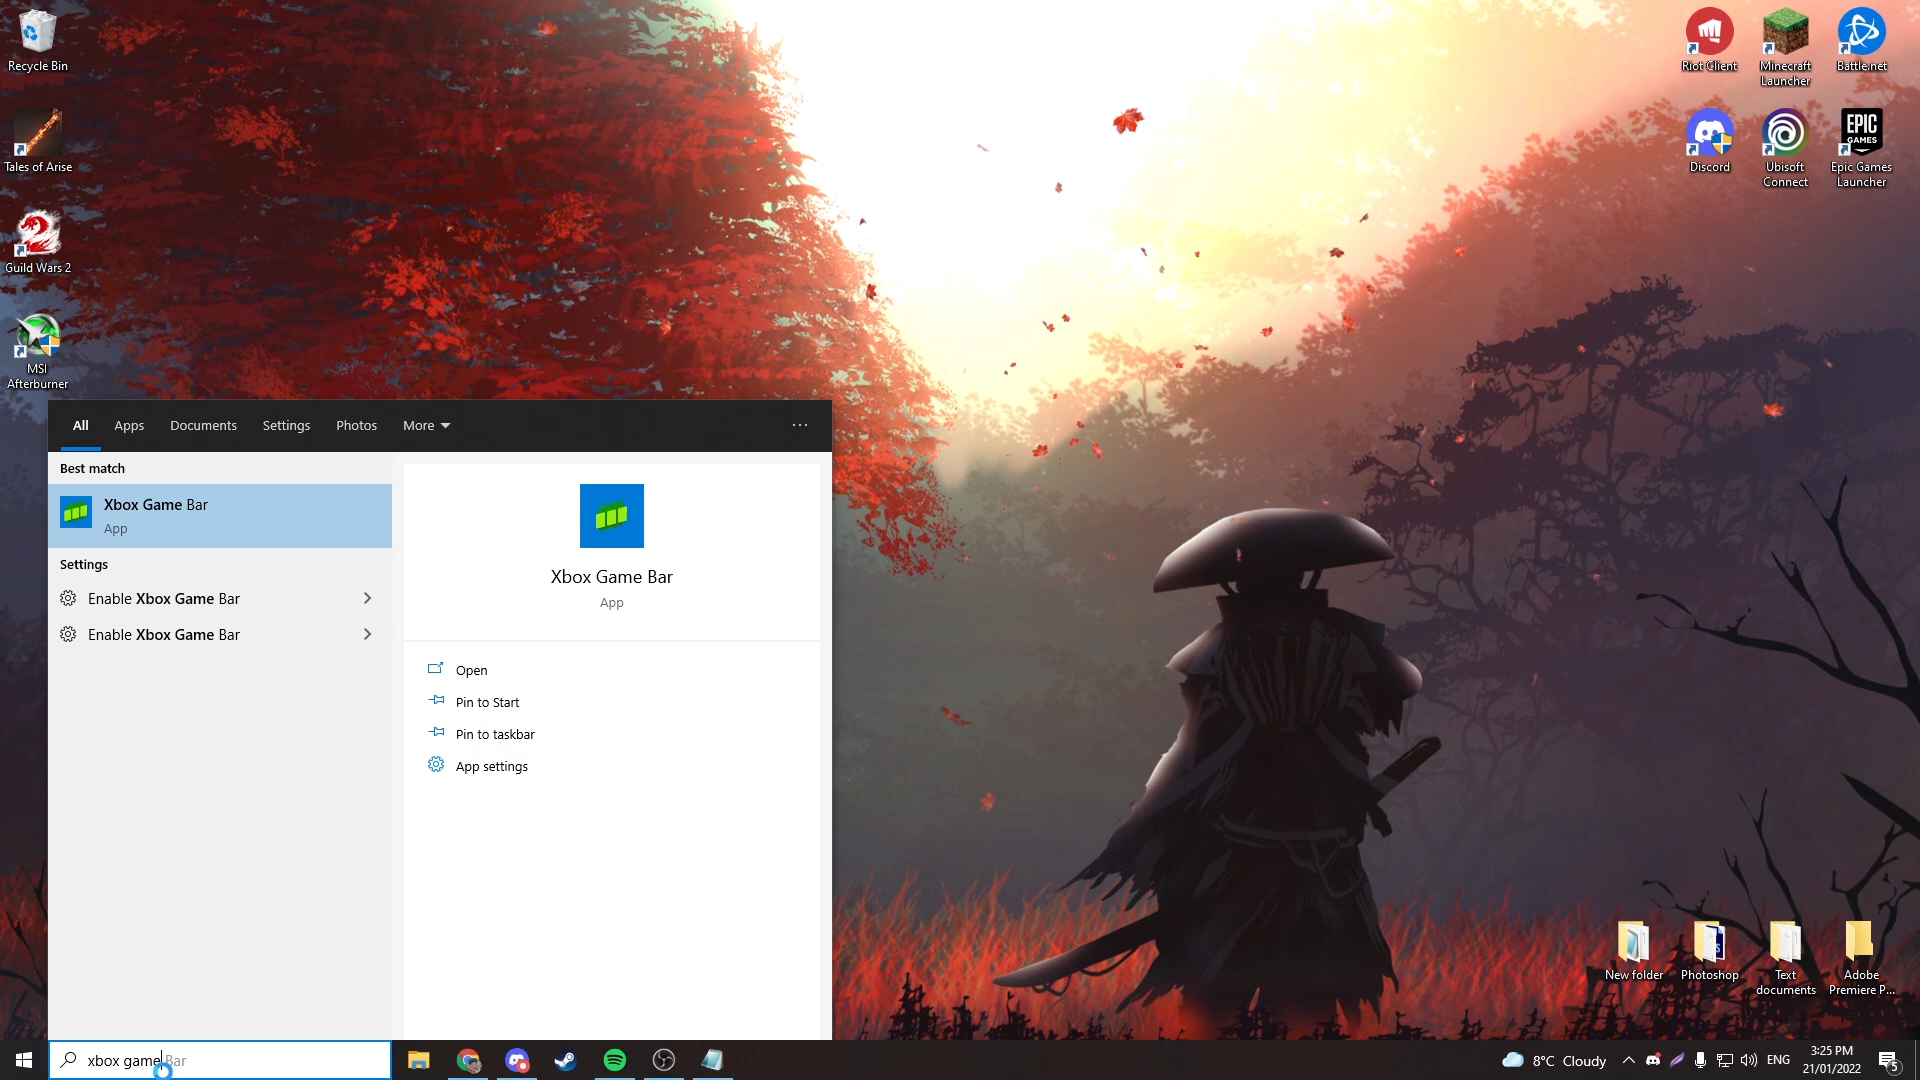 Recycle Bin
Tales of Arise
Guild Wars 2
MSI
Afterburner
Riot Client
Minecraft
Launcher
Battle.net
Discord
Ubisoft
Connect
EPIC
GAMES
Epic Games
Launcher
All Apps Documents Settings Photos More ...
Best match
Xbox Game Bar
App
Settings
Enable Xbox Game Bar
Enable Xbox Game Bar
Xbox Game Bar
App
Open
Pin to Start
Pin to taskbar
App settings
New folder
Photoshop
Text
documents
Adobe
Premiere P...
xbox game Bar
8°C Cloudy
ENG
3:25 PM
21/01/2022
5